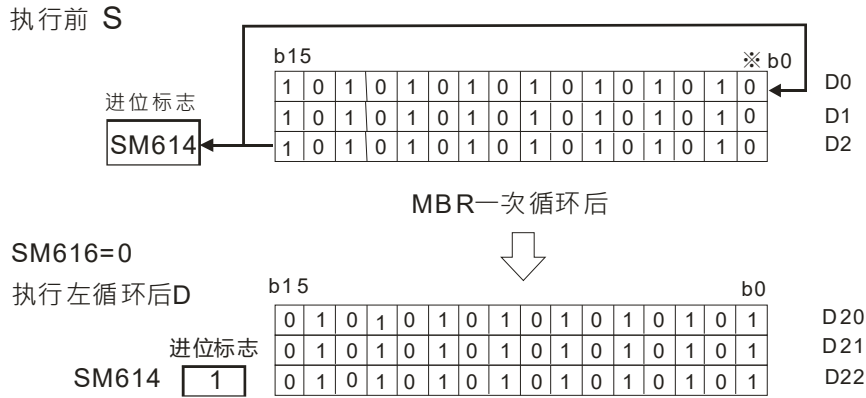 执行前 S
b15 ※ b0
1 0 1 0 1 0 1 0 1 0 1 0 1 0 1 0 D0
进位标志
1 0 1 0 1 0 1 0 1 0 1 0 1 0 1 0 D1
SM614 1 0 1 0 1 0 1 0 1 0 1 0 1 0 1 0 D2
MBR一次循环后
SM616=0
执行左循环后D
b15 b0
0 1 0 1 0 1 0 1 0 1 0 1 0 1 0 1 D20
进位标志 0 1 0 1 0 1 0 1 0 1 0 1 0 1 0 1 D21
SM614 1 0 1 0 1 0 1 0 1 0 1 0 1 0 1 0 1 D22